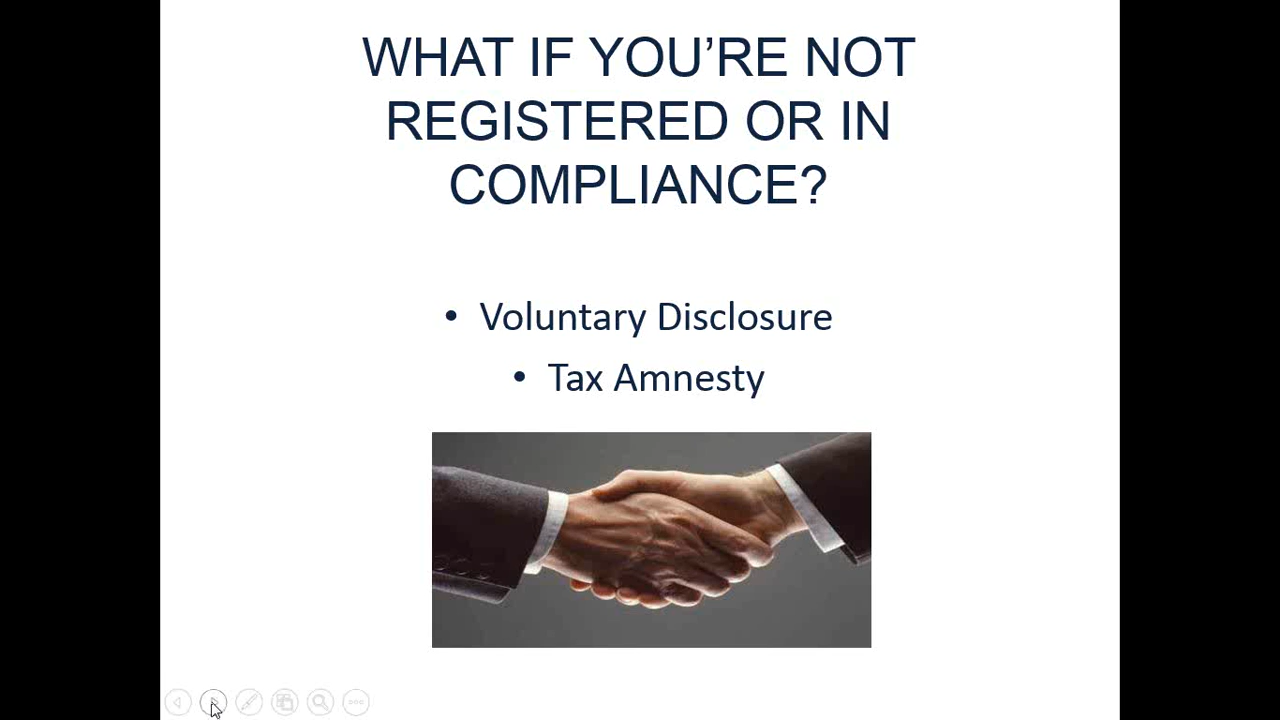 WHAT IF YOU’RE NOT
REGISTERED OR IN
COMPLIANCE?
• Voluntary Disclosure
• Tax Amnesty